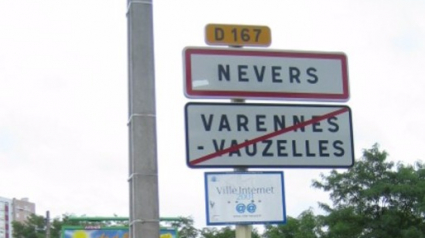 D 167
NEVERS
VARENNES
- VAUZELLES
Ville Internet
@@